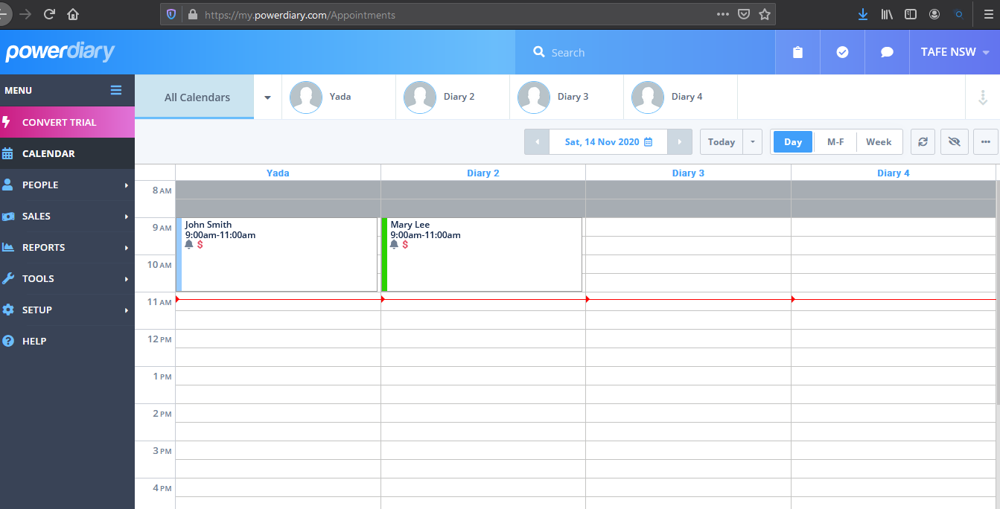 https://my.powerdiary.com/Appointments
powerdiary
Search
TAFE NSW
MENU
CONVERT TRIAL
CALENDAR
PEOPLE
SALES
REPORTS
TOOLS
SETUP
HELP
All Calendars
Yada
Diary 2
Diary 3
Diary 4
Sat, 14 Nov 2020
Today
Day
M-F
Week
Yada
Diary 2
Diary 3
Diary 4
8 AM
9 AM
10 AM
11 AM
12 PM
1 PM
2 PM
3 PM
4 PM
John Smith
9:00am-11:00am
$
Mary Lee
9:00am-11:00am
$